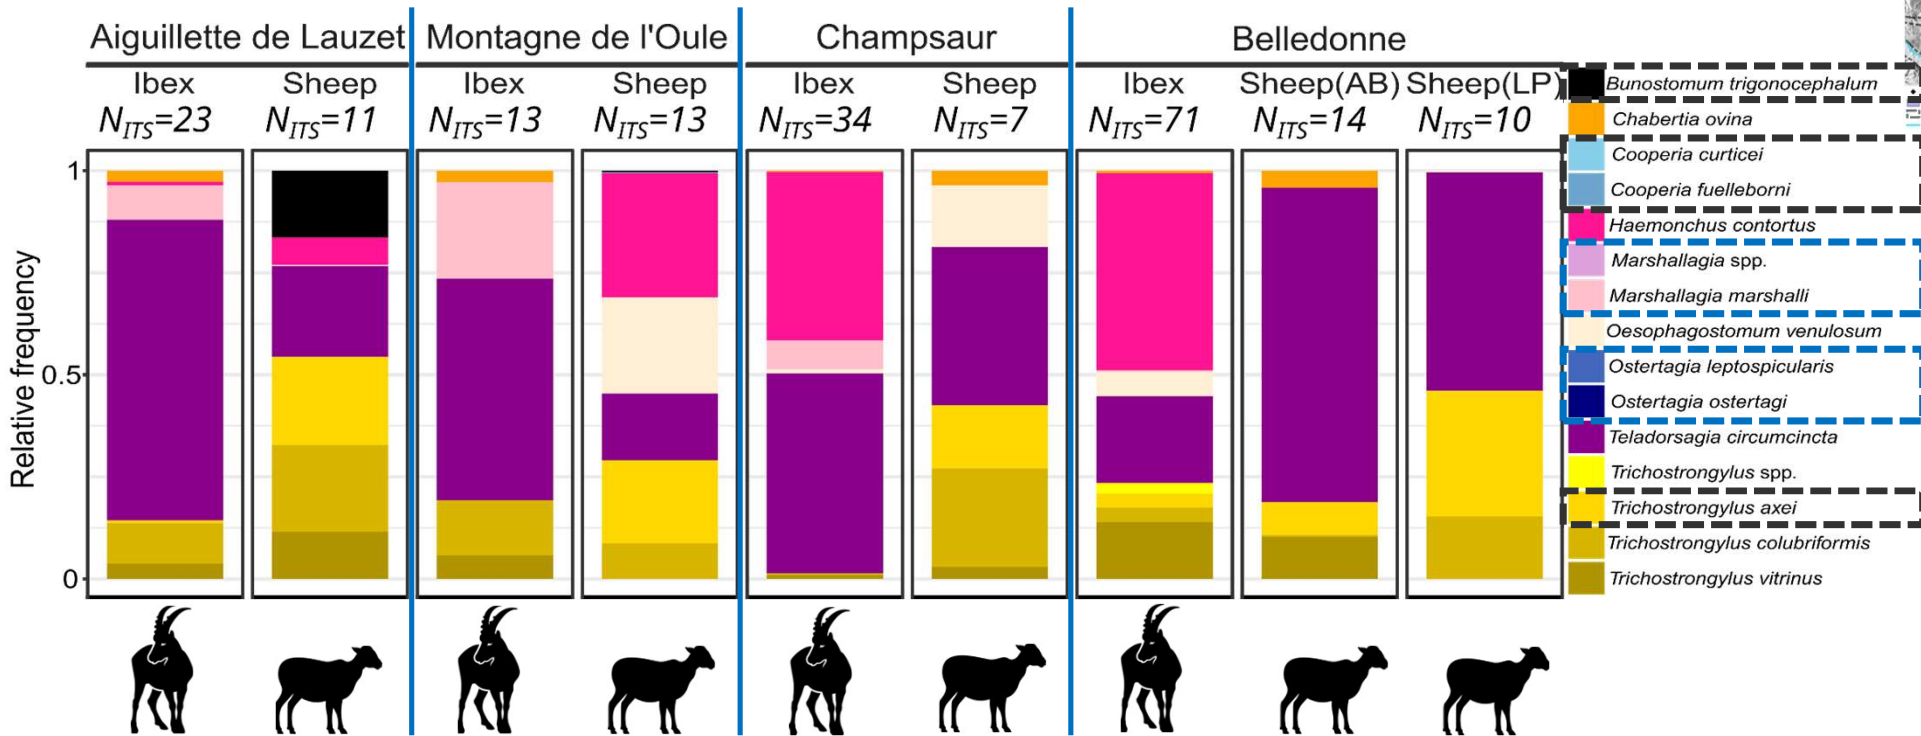 Aiguillette de Lauzet Montagne de l'Oule Champsaur Belledonne
Ibex Sheep Ibex Sheep Ibex Sheep Ibex Sheep(AB) Sheep(LP)
NITS=23 NITS=11 NITS=13 NITS=13 NITS=34 NITS=7 NITS=71 NITS=14 NITS=10
Relative frequency
1
0.5
0
Bunostomum trigonocephalum
Chabertia ovina
Cooperia curticei
Cooperia fuelleborni
Haemonchus contortus
Marshallagia spp.
Marshallagia marshalli
Oesophagostomum venulosum
Ostertagia leptospicularis
Ostertagia ostertagi
Teladorsagia circumcincta
Trichostrongylus spp.
Trichostrongylus axei
Trichostrongylus colubriformis
Trichostrongylus vitrinus